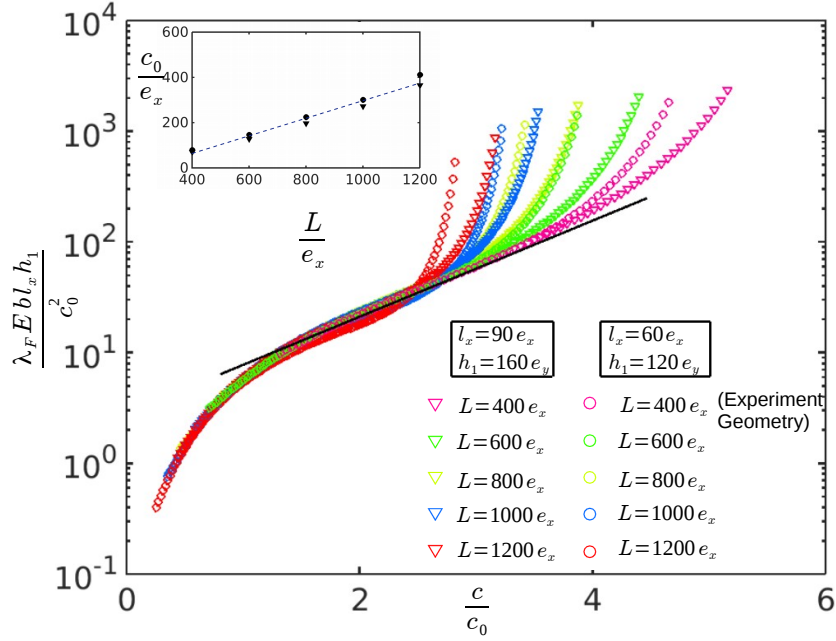 10^4
10^3
10^2
10^1
10^0
10^-1
λ_F E b l_x h_1
c_0^2
0
2
4
6
c
c_0
600
400
200
0
c_0
e_x
400
600
800
1000
1200
L
e_x
l_x=90 e_x
h_1=160 e_y
L=400 e_x
L=600 e_x
L=800 e_x
L=1000 e_x
L=1200 e_x
l_x=60 e_x
h_1=120 e_y
L=400 e_x
(Experiment
Geometry)
L=600 e_x
L=800 e_x
L=1000 e_x
L=1200 e_x